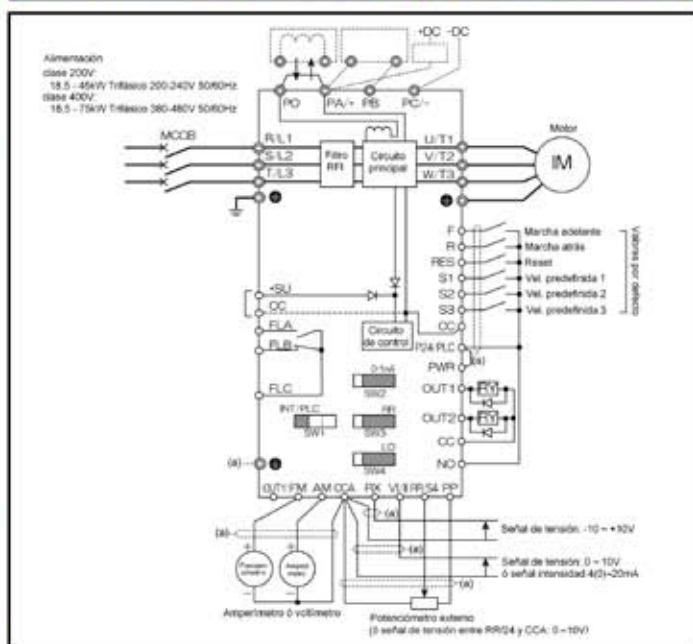 +DC -DC
Alimentación
clase 200V:
18,5 - 45kW Trifásico 200-240V 50/60Hz
clase 400V:
18,5 - 75kW Trifásico 380-480V 50/60Hz
PO PA/+ PB PC/-
MCCB
R/L1
S/L2
T/L3
Filtro
RFI
Circuito
principal
U/T1
V/T2
W/T3
Motor
IM
F Marcha adelante
R Marcha atrás
RES Reset
S1 Vel. predefinida 1
S2 Vel. predefinida 2
S3 Vel. predefinida 3
Valores por defecto
+SU
CC
FLA
FLB
FLC
Circuito
de control
CC
P24/PLC
(a)
PWR
OUT1 RY
OUT2 RY
CC
NO
SW2
INT/PLC
SW1
RR
SW3
SW4
(a)
FM AM CCA RX VI/II RR/S4 PP
(a)
(a)
(a)
(a)
Señal de tensión: -10 ~ +10V
Señal de tensión: 0 ~ 10V
ó señal intensidad 4(0)~20mA
Amperímetro ó voltímetro
Potenciómetro externo
(ó señal de tensión entre RR/24 y CCA: 0 ~ 10V)